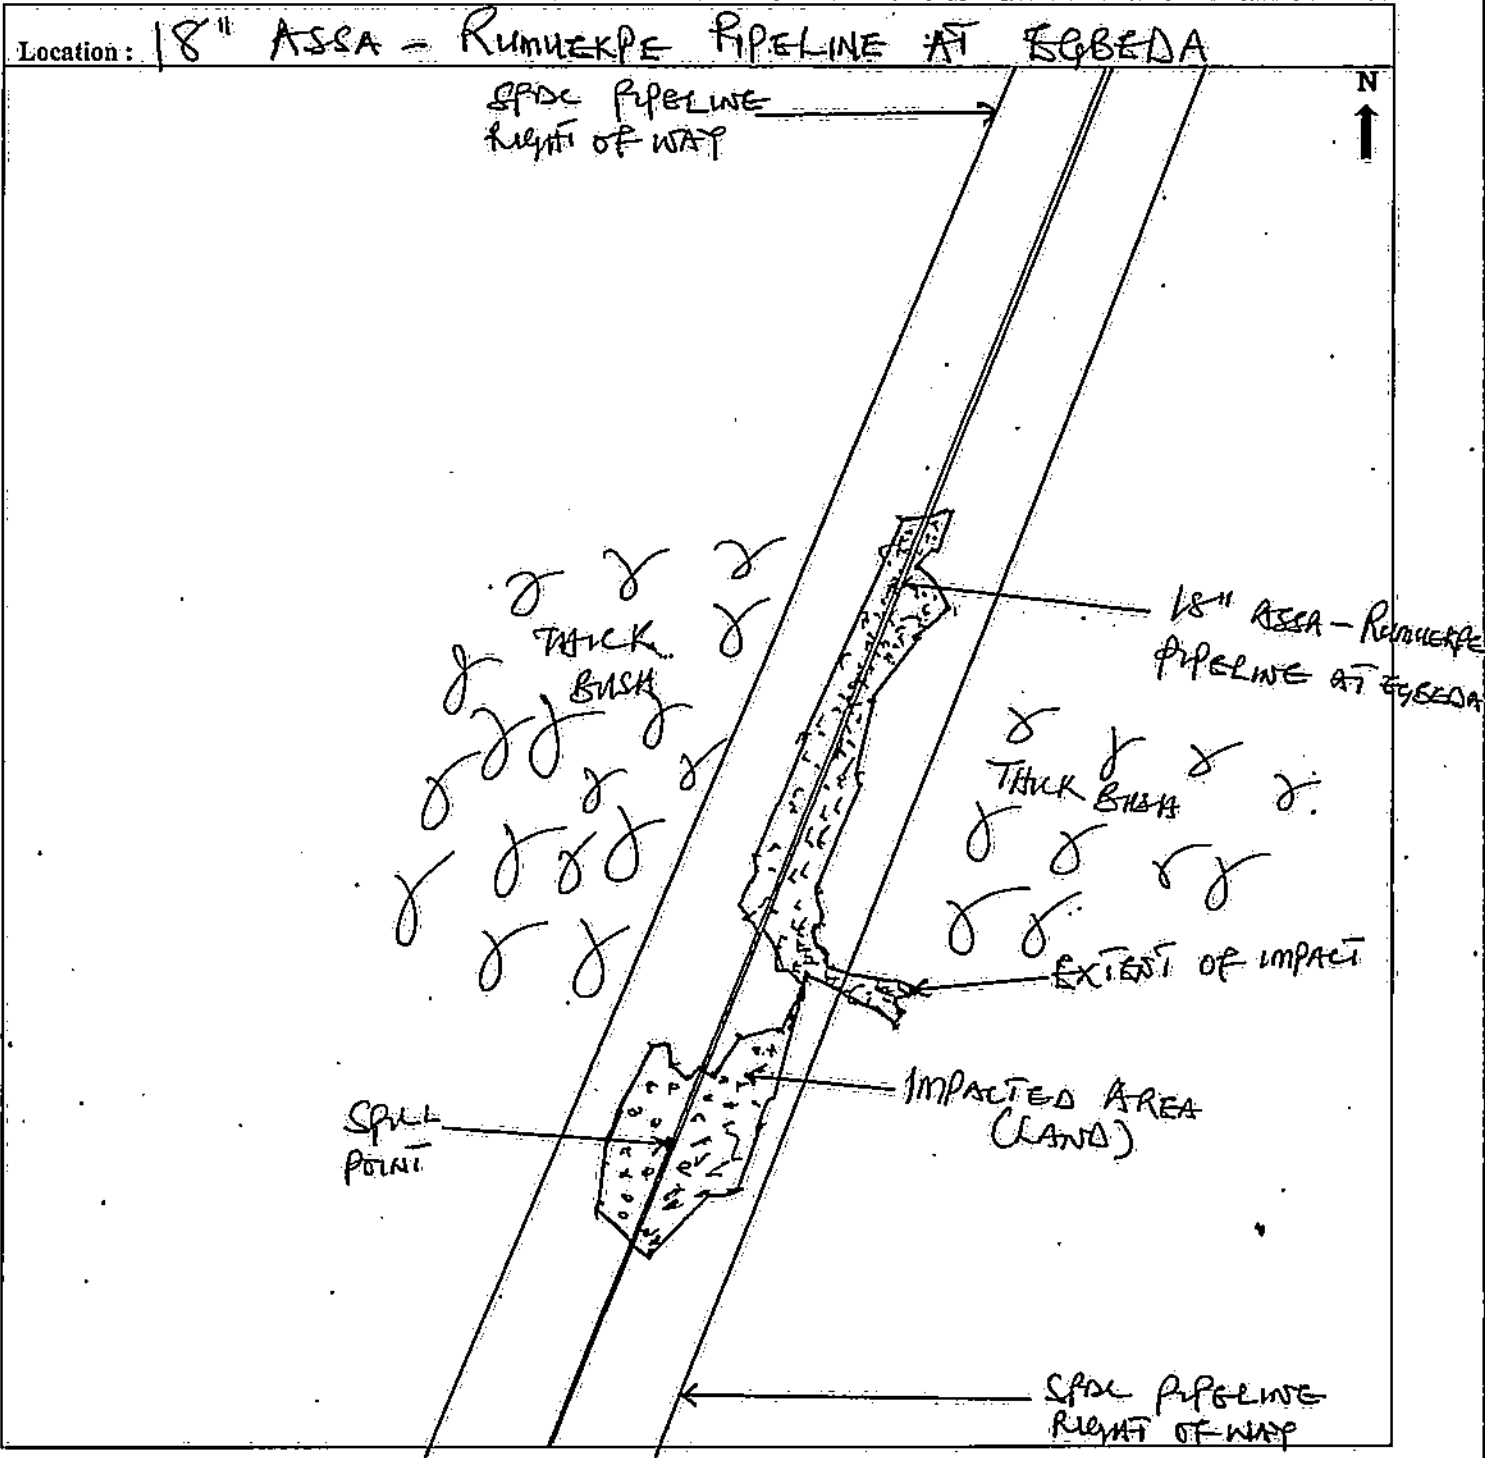 Location: 18" ASSA - RUMUEKPE PIPELINE AT EGBEDA
N
SPDC PIPELINE
RIGHT OF WAY
18" ASSA - RUMUEKPE
PIPELINE AT EGBEDA
THICK
BUSH
THICK BUSH
EXTENT OF IMPACT
IMPACTED AREA
(LAND)
SPILL
POINT
SPDC PIPELINE
RIGHT OF WAY